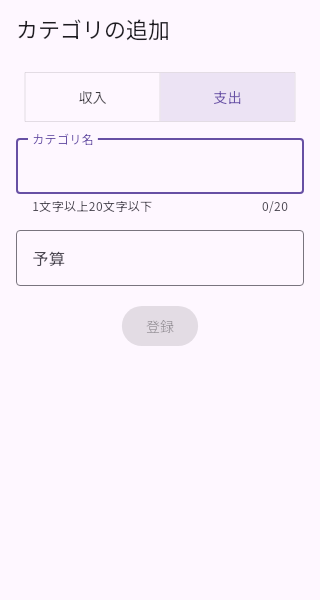 カテゴリの追加
収入
支出
カテゴリ名
1文字以上20文字以下
0/20
予算
登録